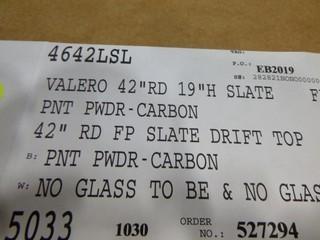 4642LSL
P.O.: EB2019
VALERO 42"RD 19"H SLATE
PNT PWDR-CARBON
42" RD FP SLATE DRIFT TOP
B: PNT PWDR-CARBON
W: NO GLASS TO BE & NO GLAS
5033 1030 ORDER NO.: 527294